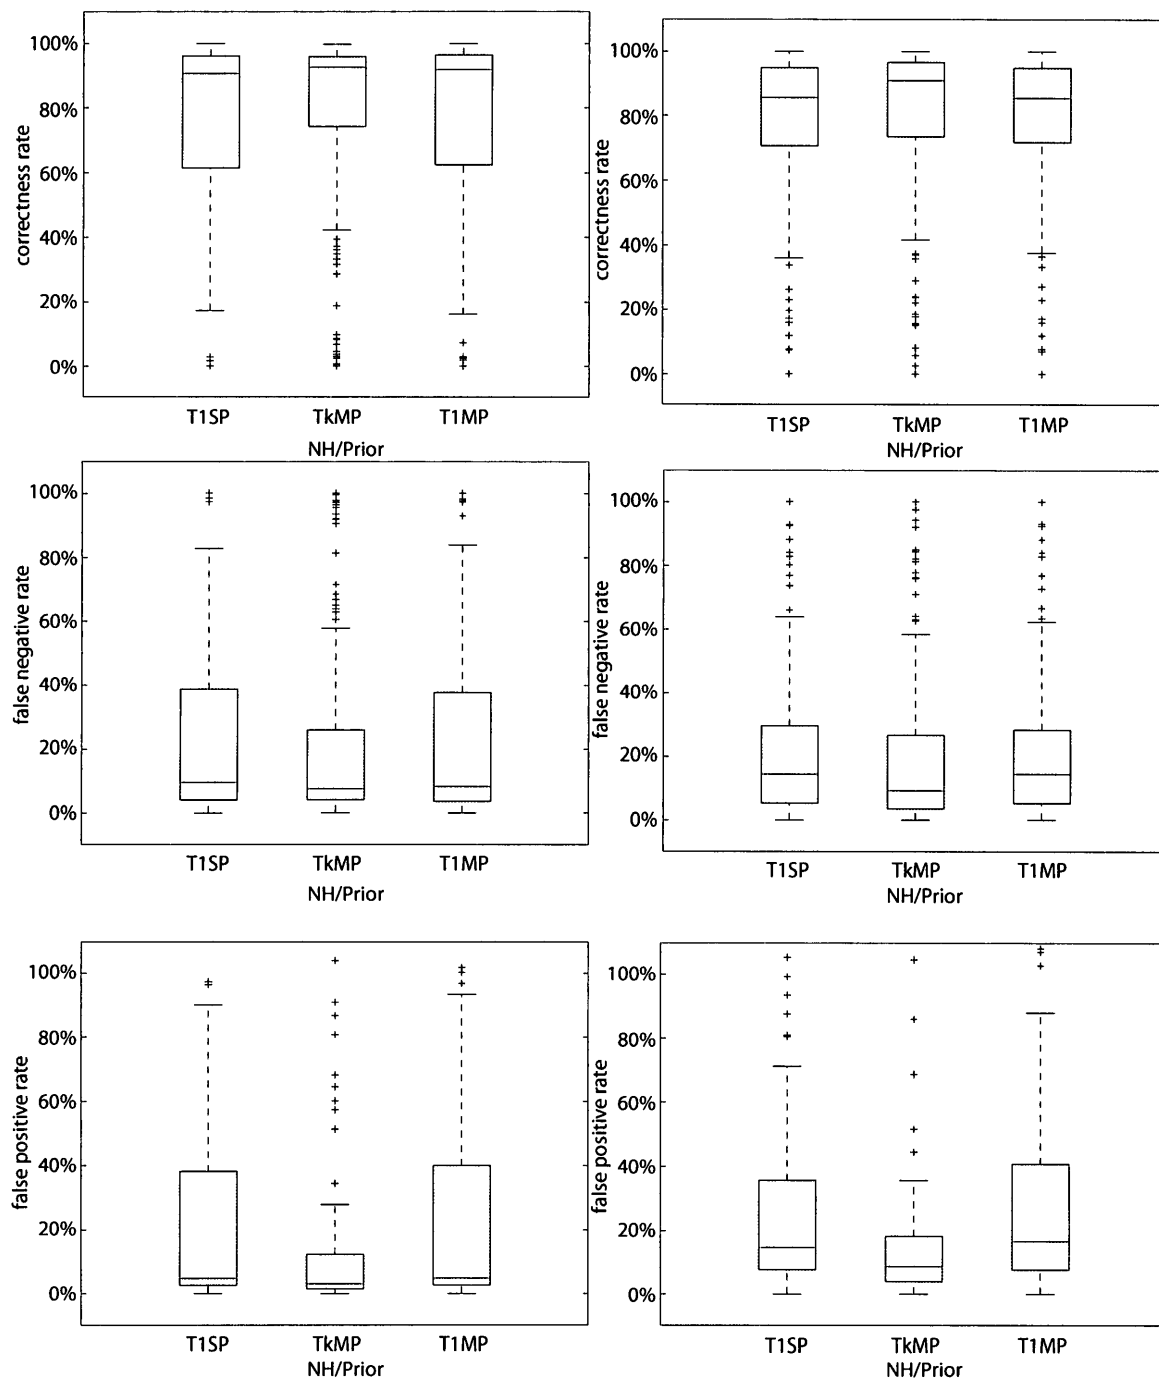 correctness rate
100%
80%
60%
40%
20%
0%
T1SP TkMP T1MP
NH/Prior
correctness rate
100%
80%
60%
40%
20%
0%
T1SP TkMP T1MP
NH/Prior
false negative rate
100%
80%
60%
40%
20%
0%
T1SP TkMP T1MP
NH/Prior
false negative rate
100%
80%
60%
40%
20%
0%
T1SP TkMP T1MP
NH/Prior
false positive rate
100%
80%
60%
40%
20%
0%
T1SP TkMP T1MP
NH/Prior
false positive rate
100%
80%
60%
40%
20%
0%
T1SP TkMP T1MP
NH/Prior